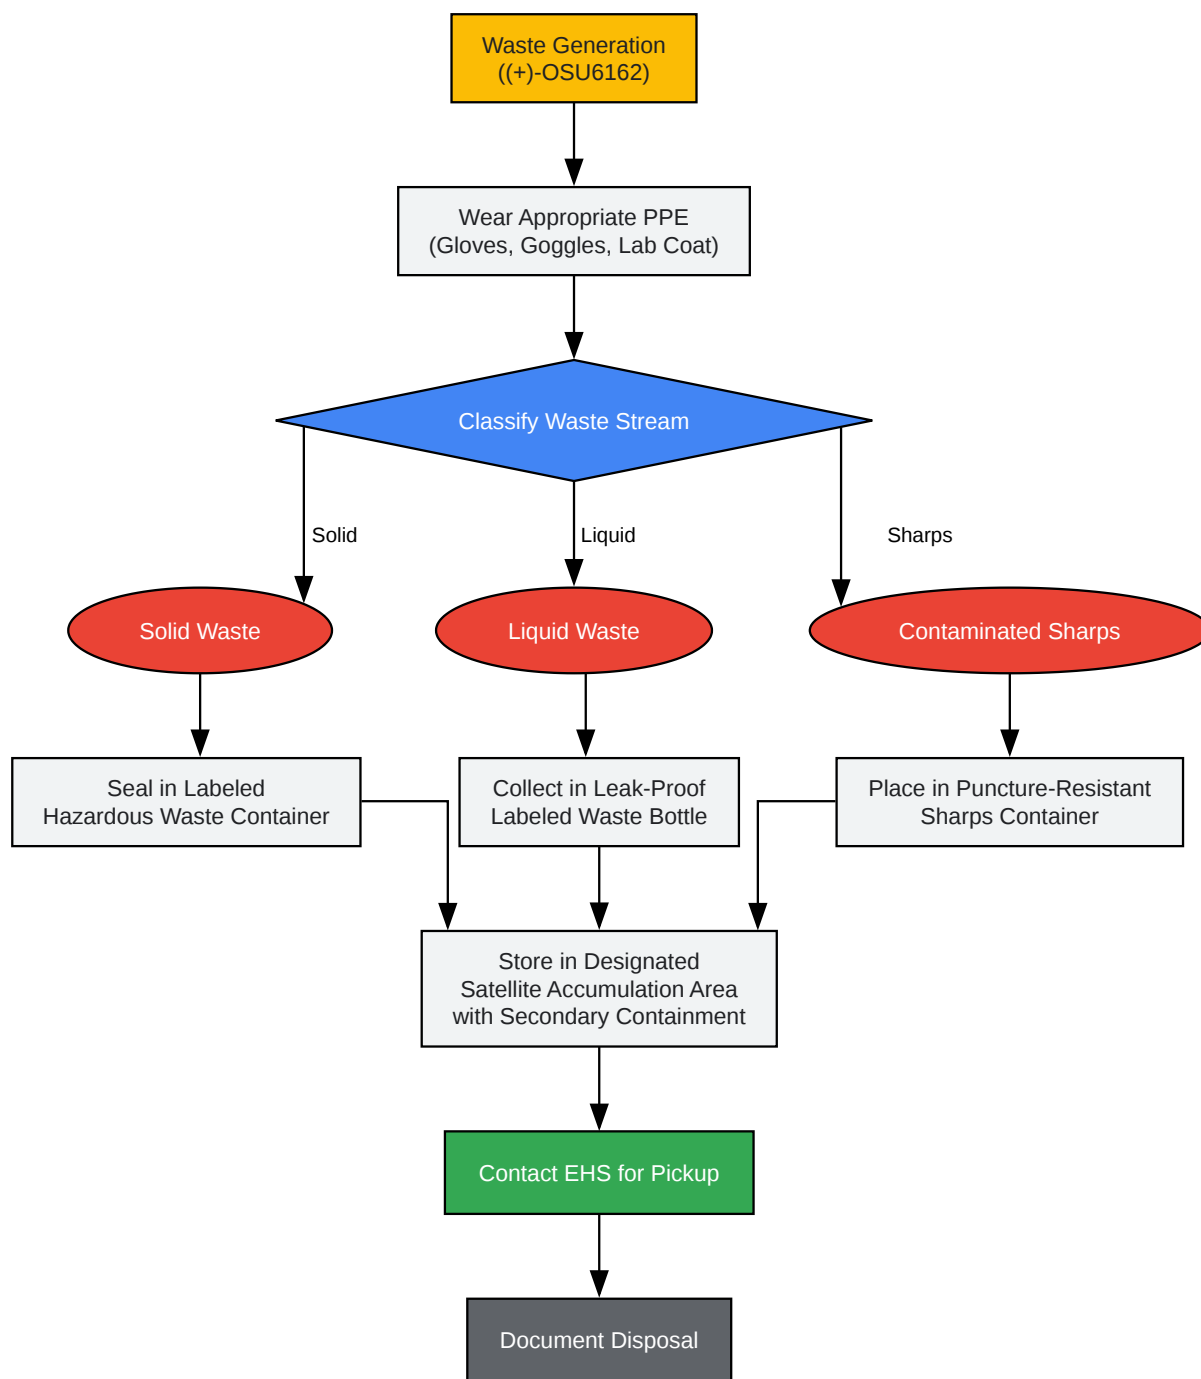 Waste Generation
((+)-OSU6162)
Wear Appropriate PPE
(Gloves, Goggles, Lab Coat)
Classify Waste Stream
Solid
Liquid
Sharps
Solid Waste
Liquid Waste
Contaminated Sharps
Seal in Labeled
Hazardous Waste Container
Collect in Leak-Proof
Labeled Waste Bottle
Place in Puncture-Resistant
Sharps Container
Store in Designated
Satellite Accumulation Area
with Secondary Containment
Contact EHS for Pickup
Document Disposal